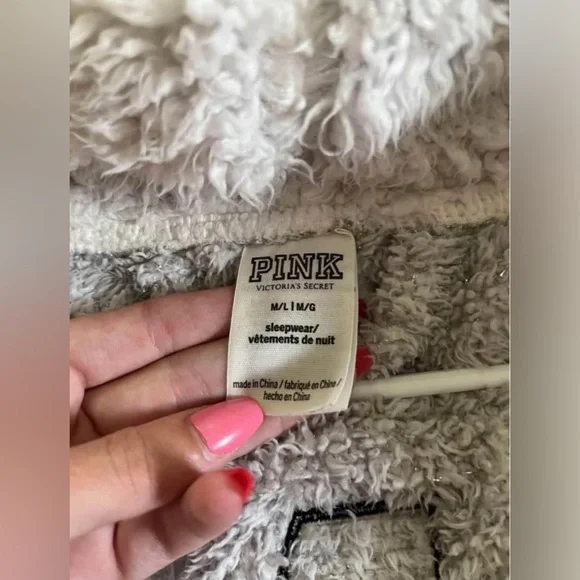 PINK
VICTORIA'S SECRET
M/L | M/G
sleepwear/
vêtements de nuit
made in China / fabriqué en Chine/
hecho en China